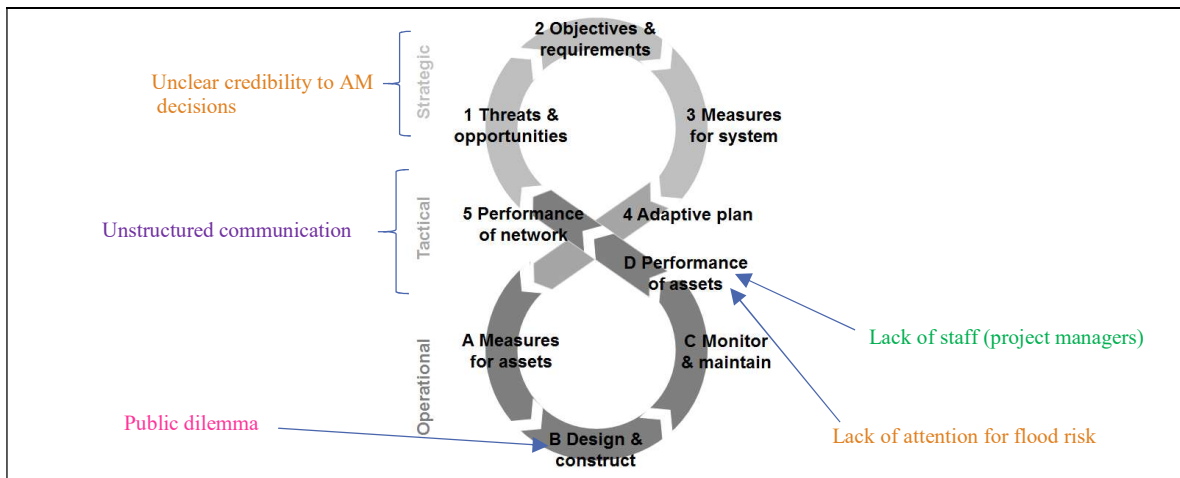 2 Objectives &
requirements
Strategic
Unclear credibility to AM
decisions
1 Threats &
opportunities
3 Measures
for system
Tactical
Unstructured communication
5 Performance
of network
4 Adaptive plan
D Performance
of assets
Lack of staff (project managers)
Operational
A Measures
for assets
C Monitor
& maintain
Public dilemma
Lack of attention for flood risk
B Design &
construct